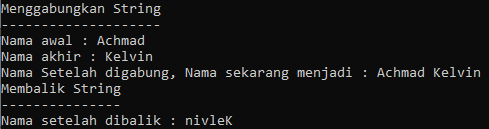 Menggabungkan String
--------------------
Nama awal : Achmad
Nama akhir : Kelvin
Nama Setelah digabung, Nama sekarang menjadi : Achmad Kelvin
Membalik String
---------------
Nama setelah dibalik : nivleK